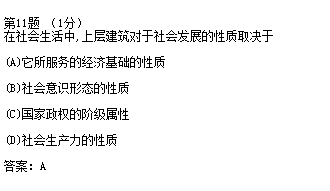 第11题 （1分）
在社会生活中,上层建筑对于社会发展的性质取决于
(A)它所服务的经济基础的性质
(B)社会意识形态的性质
(C)国家政权的阶级属性
(D)社会生产力的性质
答案：A